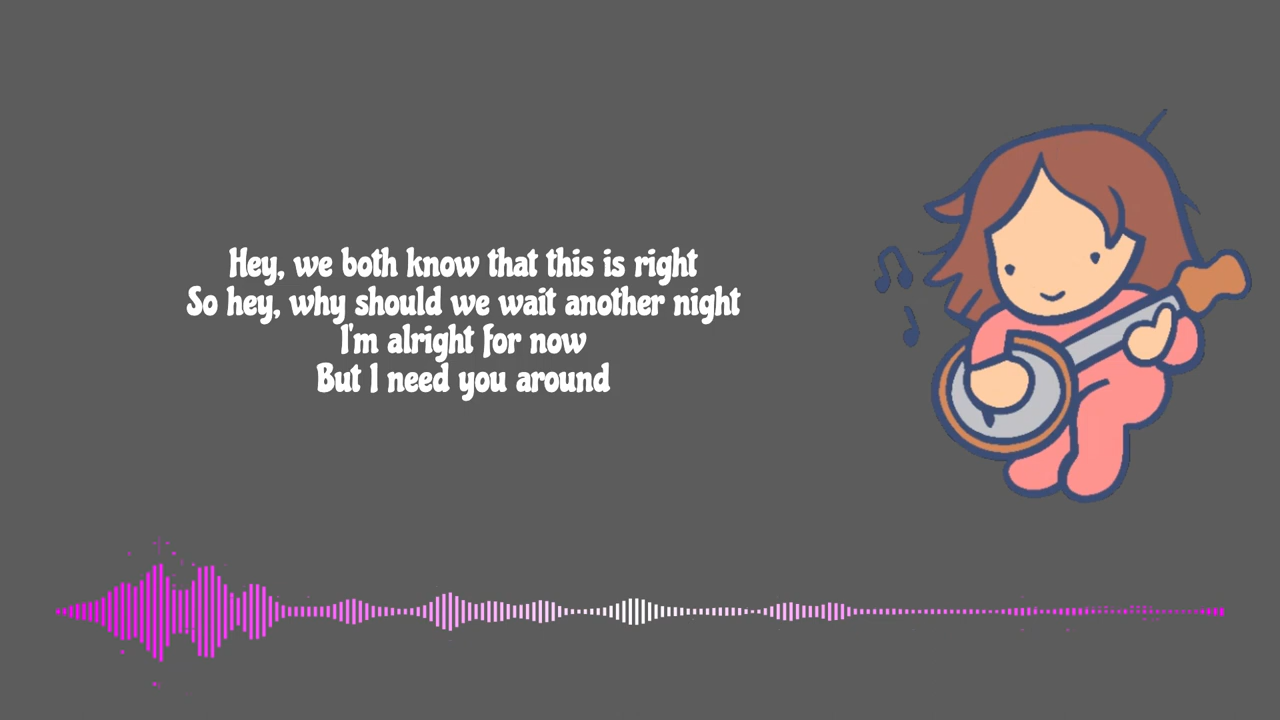 Hey, we both know that this is right
So hey, why should we wait another night
I'm alright for now
But I need you around